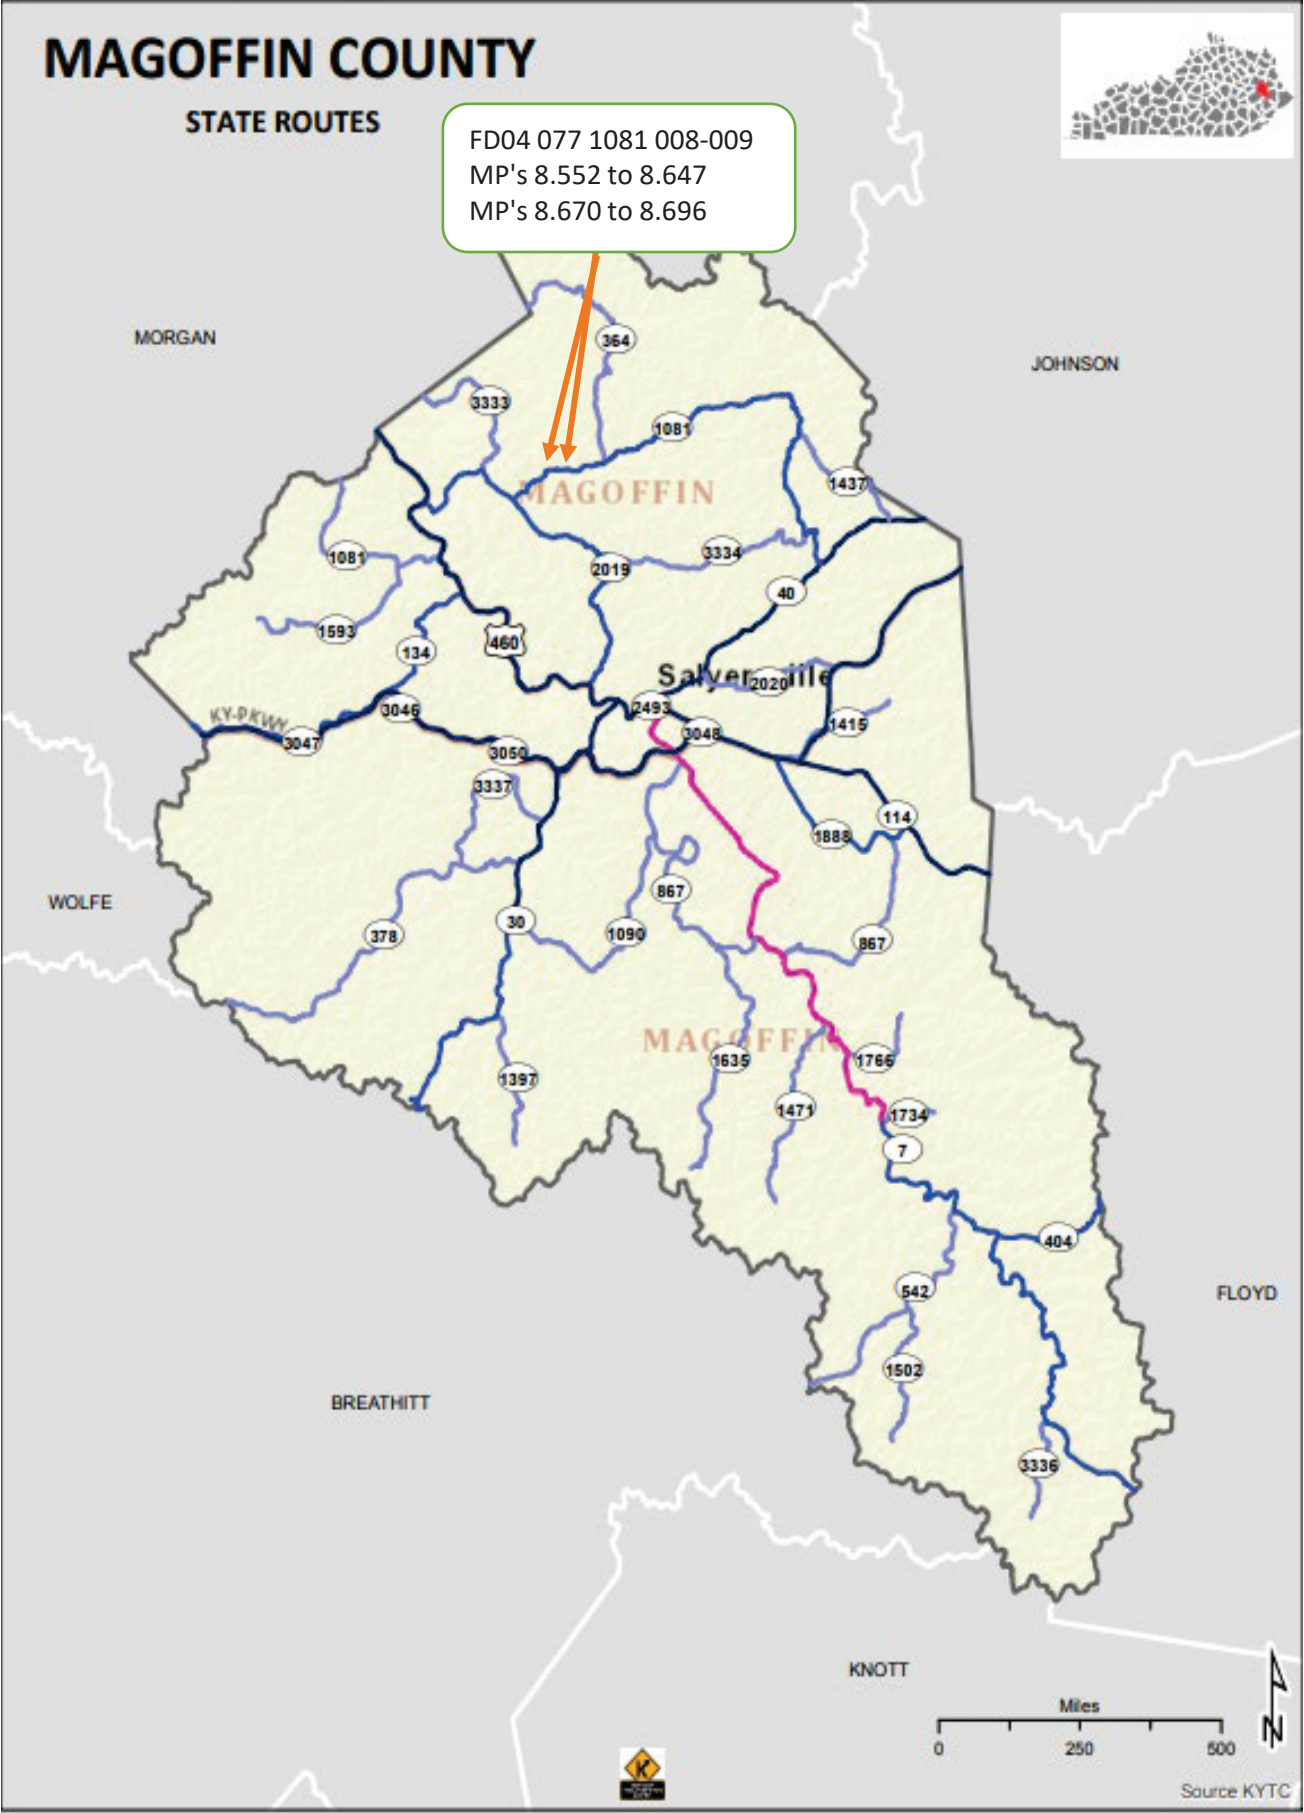 MAGOFFIN COUNTY
STATE ROUTES
FD04 077 1081 008-009
MP's 8.552 to 8.647
MP's 8.670 to 8.696
MORGAN
JOHNSON
364
3333
1081
1437
MAGOFFIN
1081
3334
2019
40
1593
134
460
Salyersville
2020
3046
2493
1415
KY-PKWY
3047
3048
3050
3337
114
1888
WOLFE
867
30
378
1090
867
MAGOFFIN
1635
1766
1397
1471
1734
7
404
542
FLOYD
1502
BREATHITT
3336
KNOTT
Miles
0
250
500
N
Source KYTC